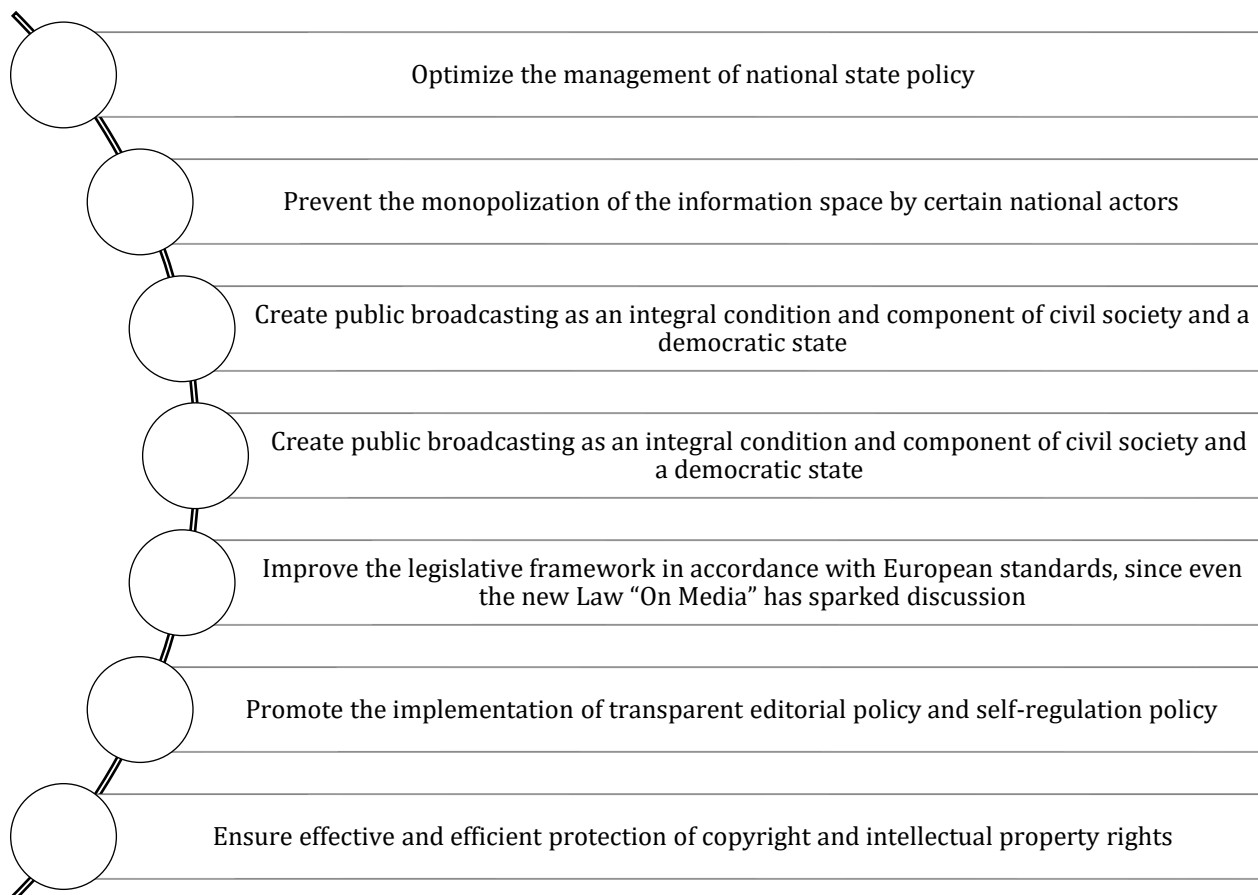 Optimize the management of national state policy
Prevent the monopolization of the information space by certain national actors
Create public broadcasting as an integral condition and component of civil society and a
democratic state
Create public broadcasting as an integral condition and component of civil society and
a democratic state
Improve the legislative framework in accordance with European standards, since even
the new Law “On Media” has sparked discussion
Promote the implementation of transparent editorial policy and self-regulation policy
Ensure effective and efficient protection of copyright and intellectual property rights